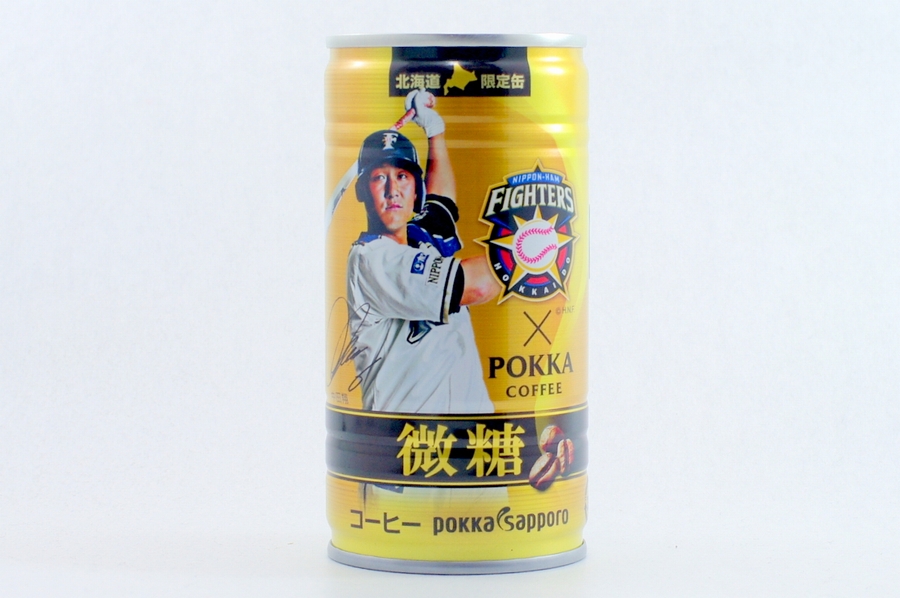 北海道 限定缶
F
NIPPON-HAM
FIGHTERS
HOKKAIDO
NIPPO
×
POKKA
COFFEE
微糖
コーヒー pokka sapporo